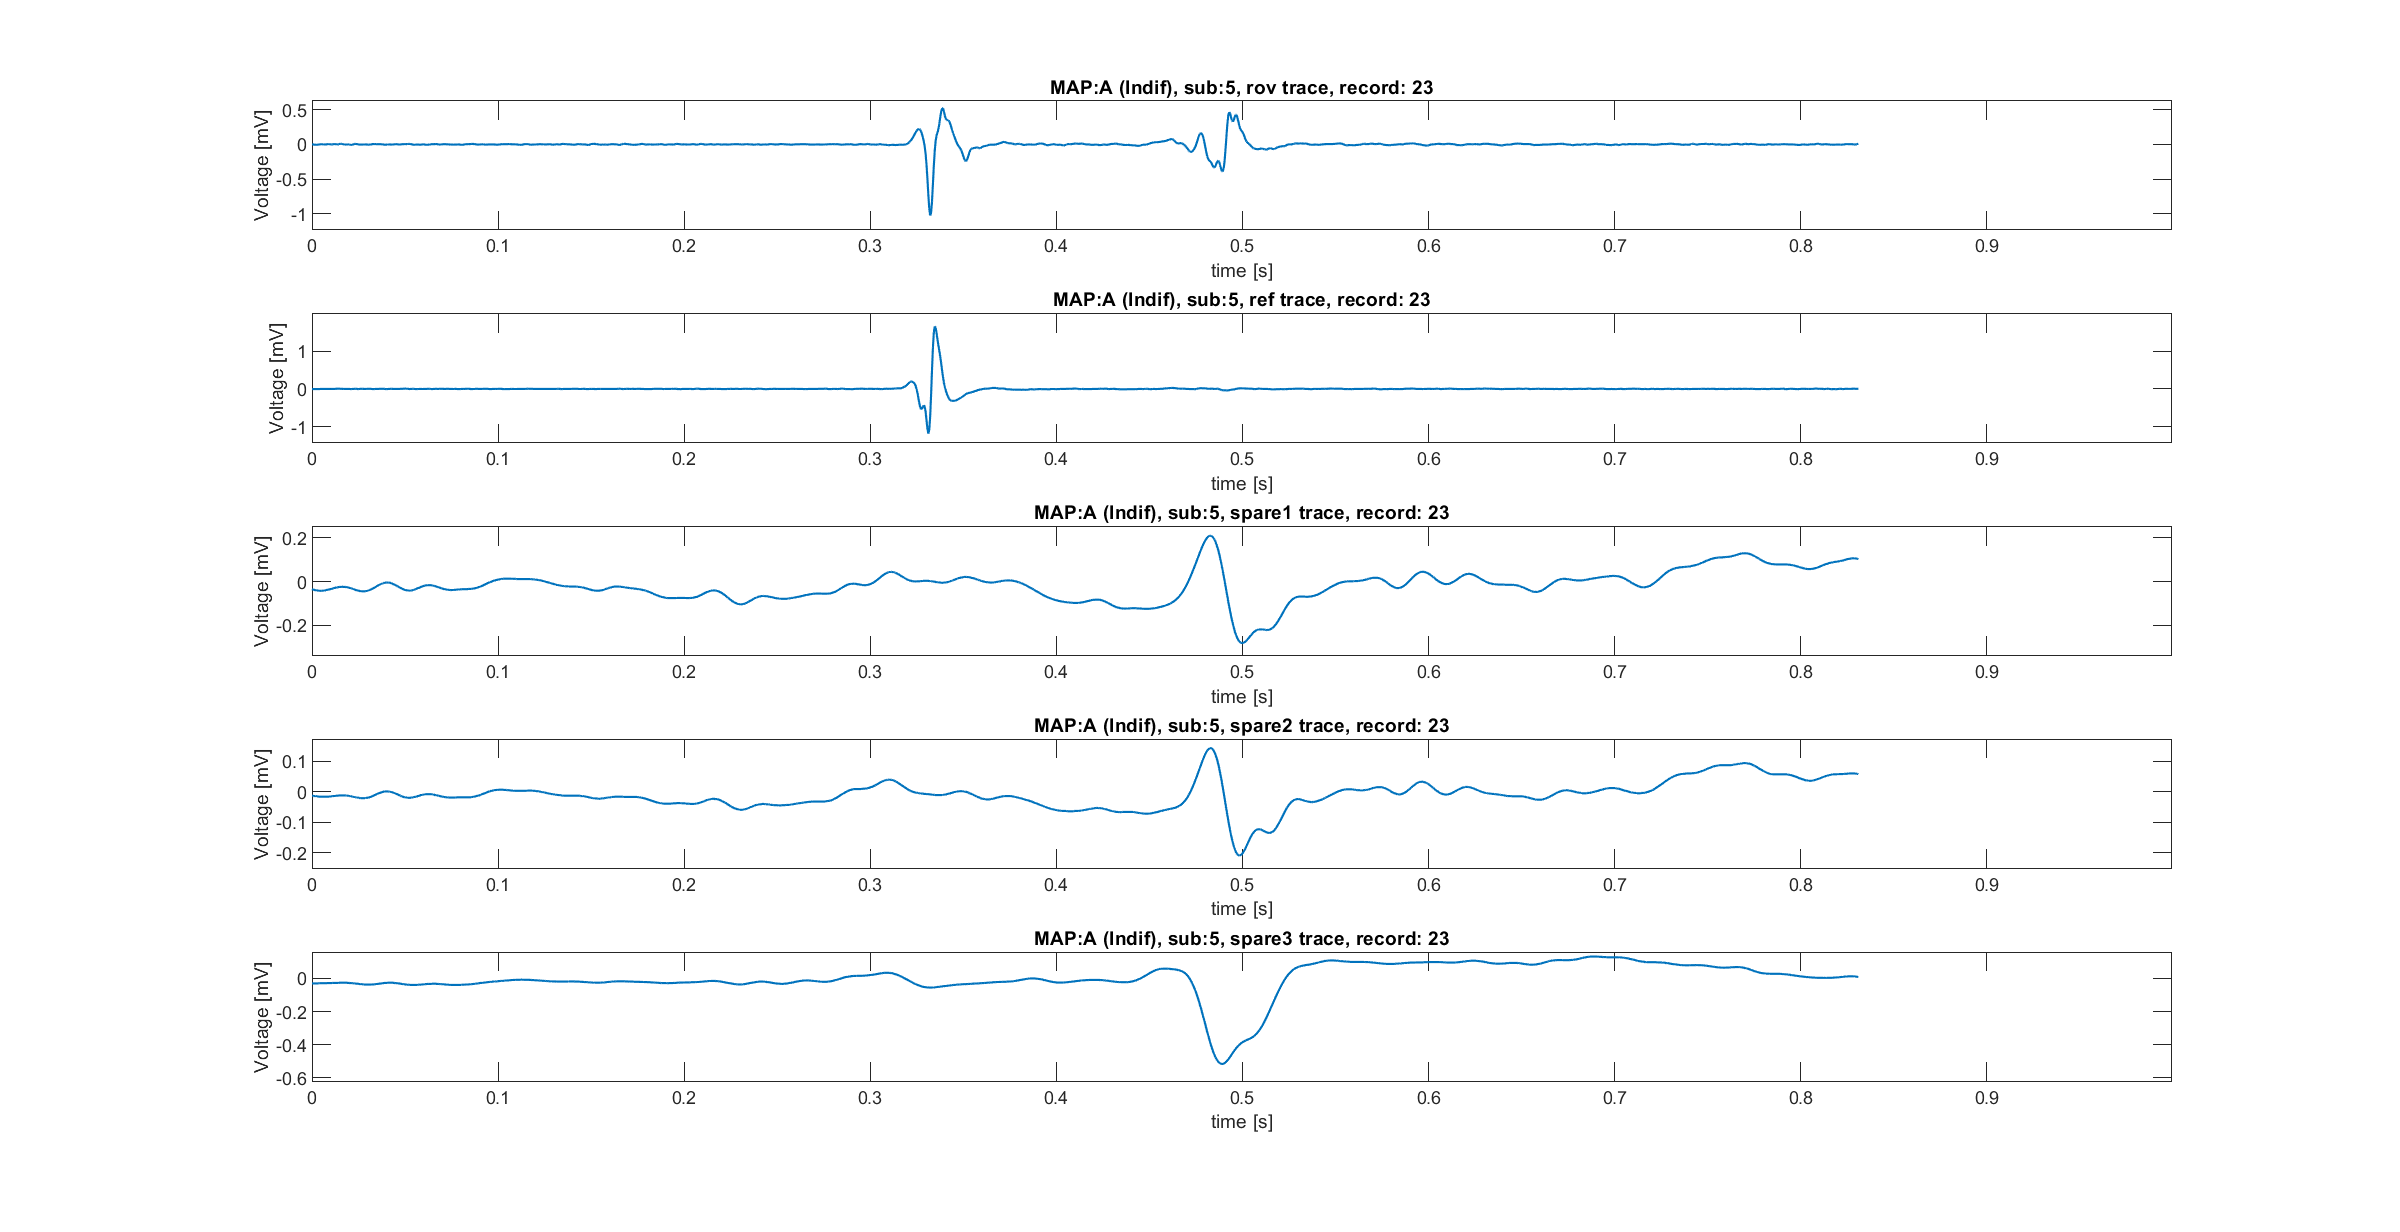 MAP:A (Indif), sub:5, rov trace, record: 23
Voltage [mV]
0.5
0
-0.5
-1
0 0.1 0.2 0.3 0.4 0.5 0.6 0.7 0.8 0.9
time [s]
MAP:A (Indif), sub:5, ref trace, record: 23
Voltage [mV]
1
0
-1
0 0.1 0.2 0.3 0.4 0.5 0.6 0.7 0.8 0.9
time [s]
MAP:A (Indif), sub:5, spare1 trace, record: 23
Voltage [mV]
0.2
0
-0.2
0 0.1 0.2 0.3 0.4 0.5 0.6 0.7 0.8 0.9
time [s]
MAP:A (Indif), sub:5, spare2 trace, record: 23
Voltage [mV]
0.1
0
-0.1
-0.2
0 0.1 0.2 0.3 0.4 0.5 0.6 0.7 0.8 0.9
time [s]
MAP:A (Indif), sub:5, spare3 trace, record: 23
Voltage [mV]
0
-0.2
-0.4
-0.6
0 0.1 0.2 0.3 0.4 0.5 0.6 0.7 0.8 0.9
time [s]